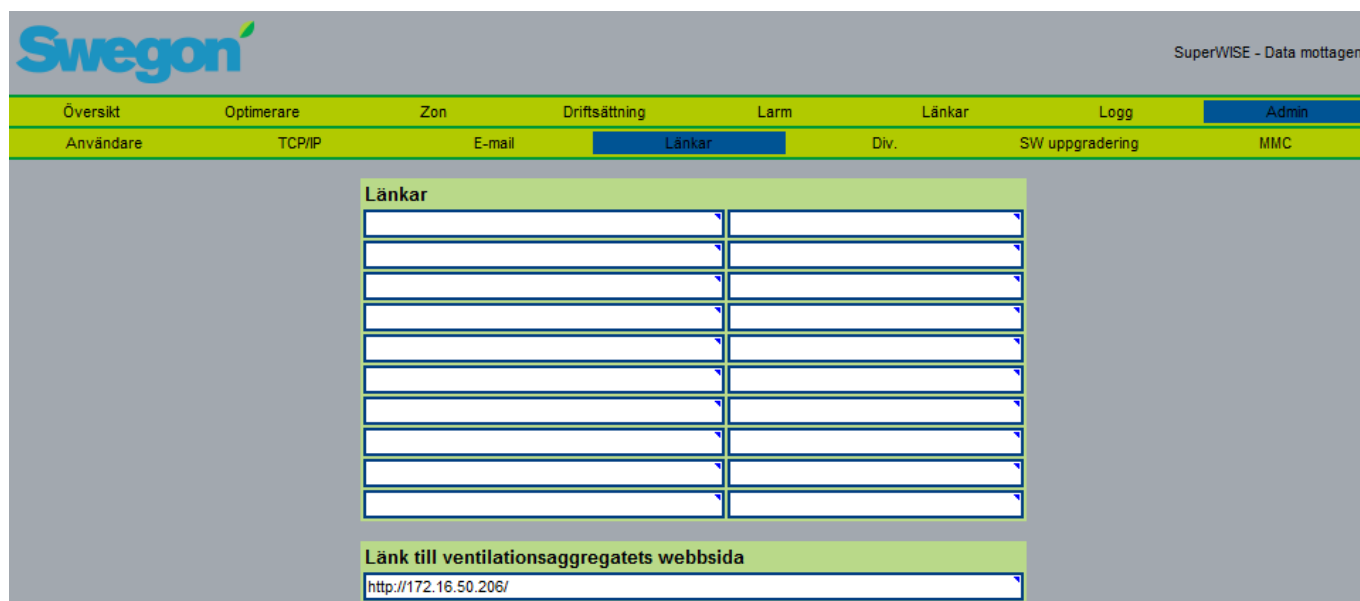 Swegon
SuperWISE - Data mottagen
Översikt Optimerare Zon Driftsättning Larm Länkar Logg Admin
Användare TCP/IP E-mail Länkar Div. SW uppgradering MMC
Länkar
Länk till ventilationsaggregatets webbsida
http://172.16.50.206/